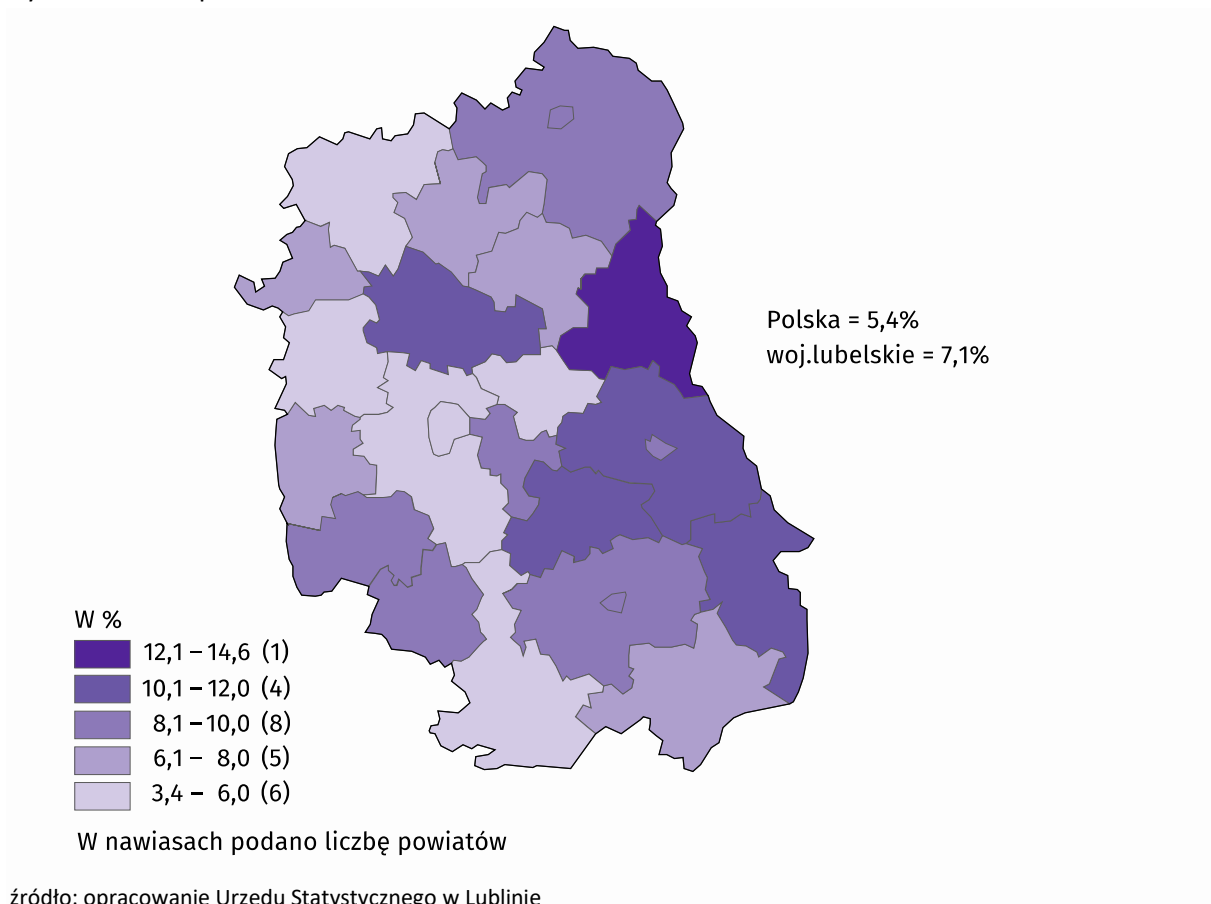 Polska = 5,4%
woj.lubelskie = 7,1%
W %
12,1 – 14,6 (1)
10,1 – 12,0 (4)
8,1 – 10,0 (8)
6,1 – 8,0 (5)
3,4 – 6,0 (6)
W nawiasach podano liczbę powiatów
źródło: opracowanie Urzędu Statystycznego w Lublinie